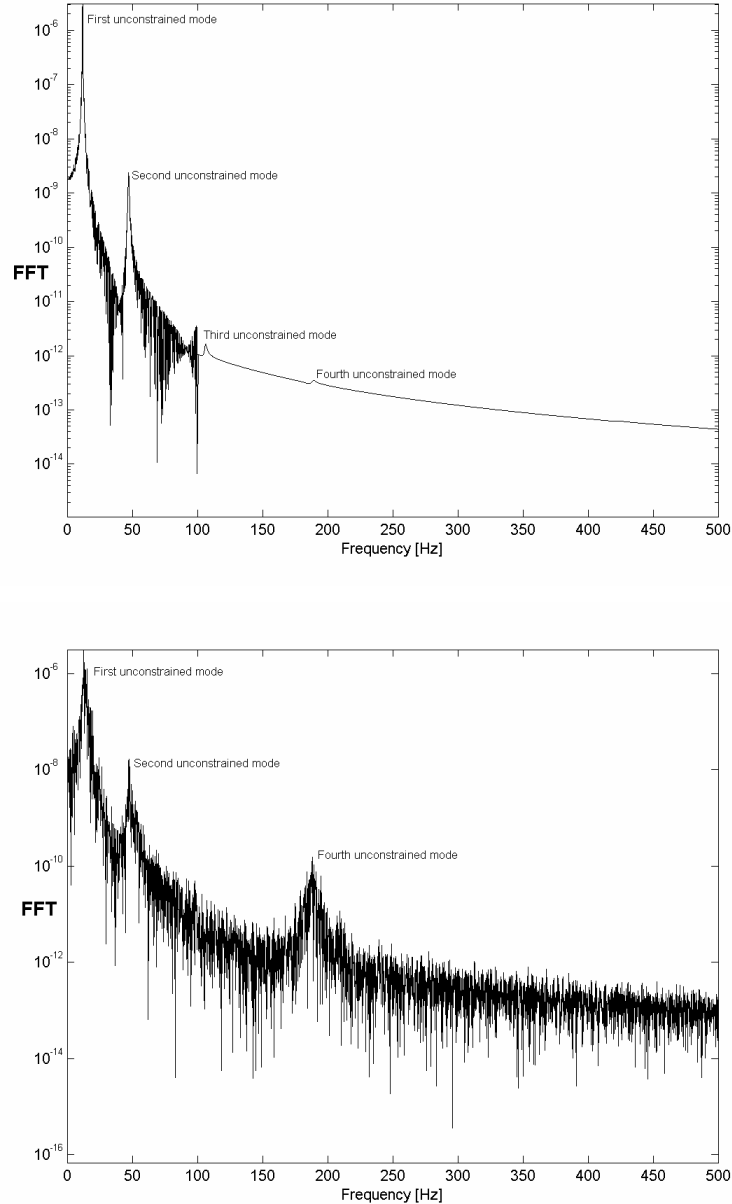 First unconstrained mode
10^-6
10^-7
10^-8
10^-9
Second unconstrained mode
10^-10
FFT
10^-11
Third unconstrained mode
10^-12
Fourth unconstrained mode
10^-13
10^-14
0 50 100 150 200 250 300 350 400 450 500
Frequency [Hz]
10^-6
First unconstrained mode
10^-8
Second unconstrained mode
Fourth unconstrained mode
10^-10
FFT
10^-12
10^-14
10^-16
0 50 100 150 200 250 300 350 400 450 500
Frequency [Hz]